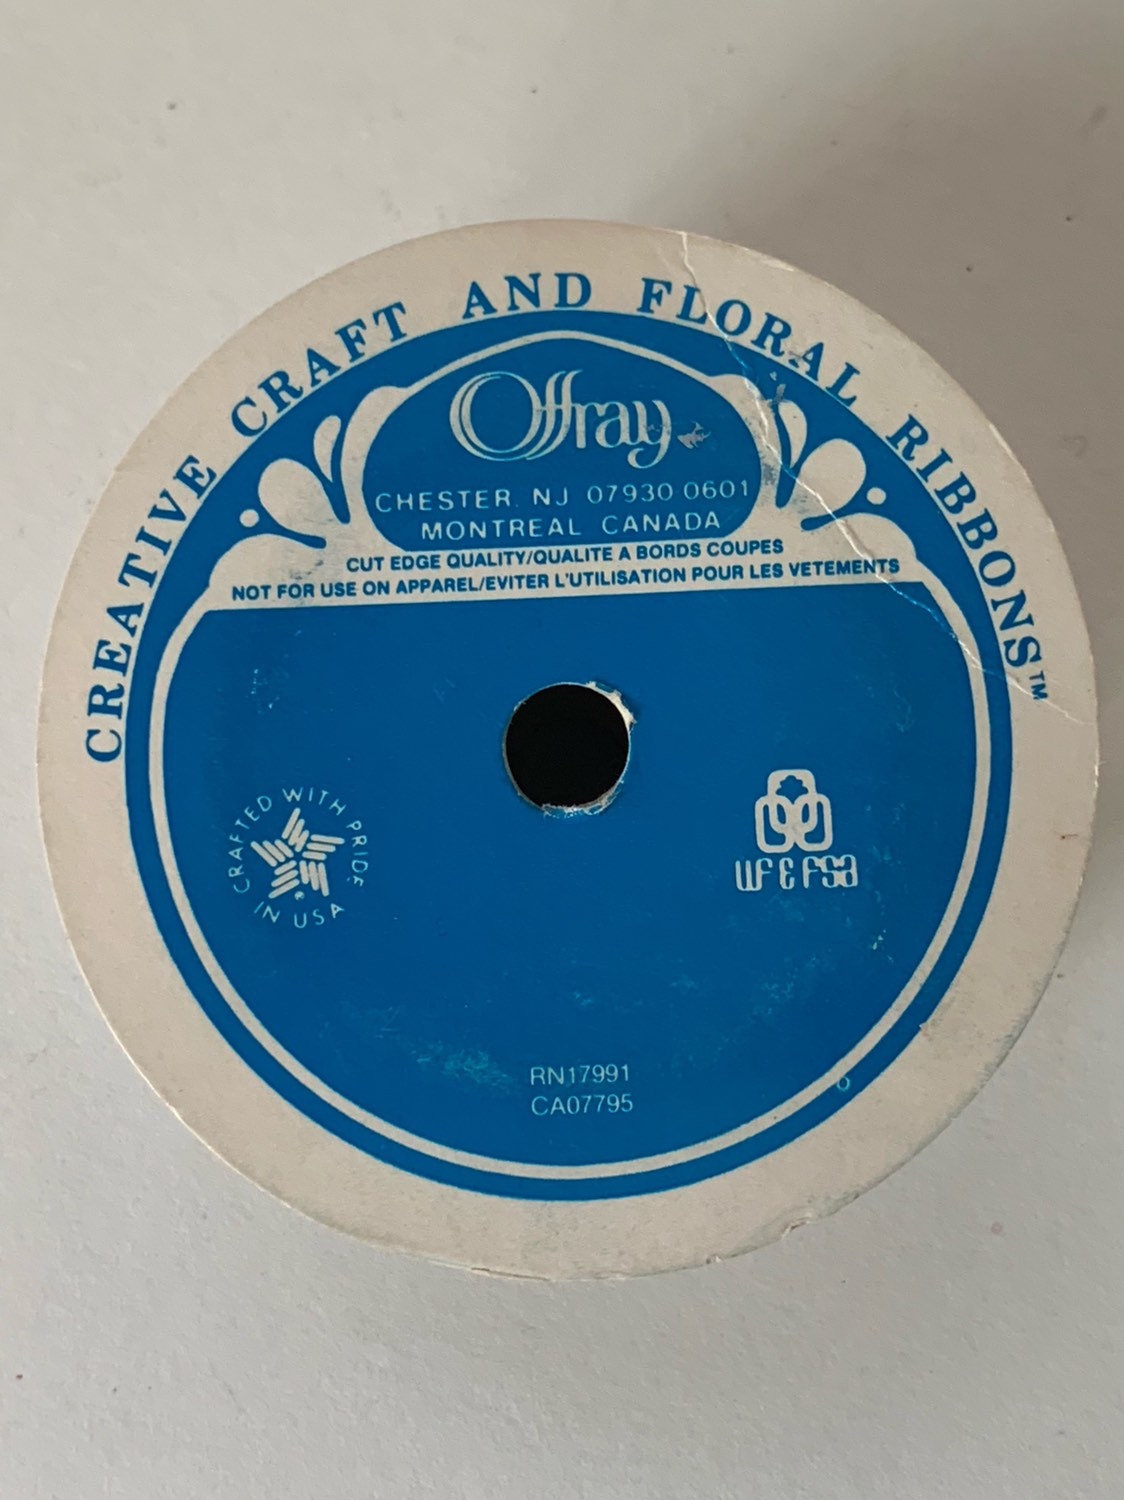 CREATIVE CRAFT AND FLORAL RIBBONS™
Offray
CHESTER, NJ 07930-0601
MONTREAL CANADA
CUT EDGE QUALITY/QUALITE A BORDS COUPES
NOT FOR USE ON APPAREL/EVITER L'UTILISATION POUR LES VETEMENTS
CRAFTED WITH PRIDE
IN USA
WF & FSA
RN17991
CA07795